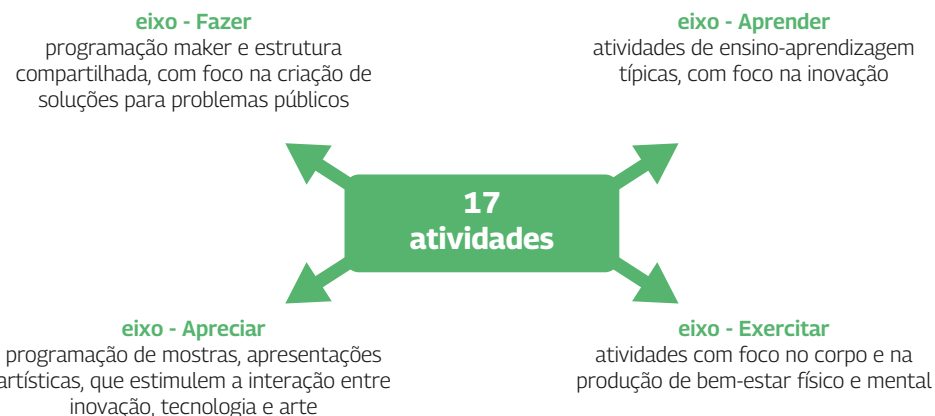 eixo - Fazer
programação maker e estrutura
compartilhada, com foco na criação de
soluções para problemas públicos
eixo - Aprender
atividades de ensino-aprendizagem
típicas, com foco na inovação
17
atividades
eixo - Apreciar
programação de mostras, apresentações
artísticas, que estimulem a interação entre
inovação, tecnologia e arte
eixo - Exercitar
atividades com foco no corpo e na
produção de bem-estar físico e mental